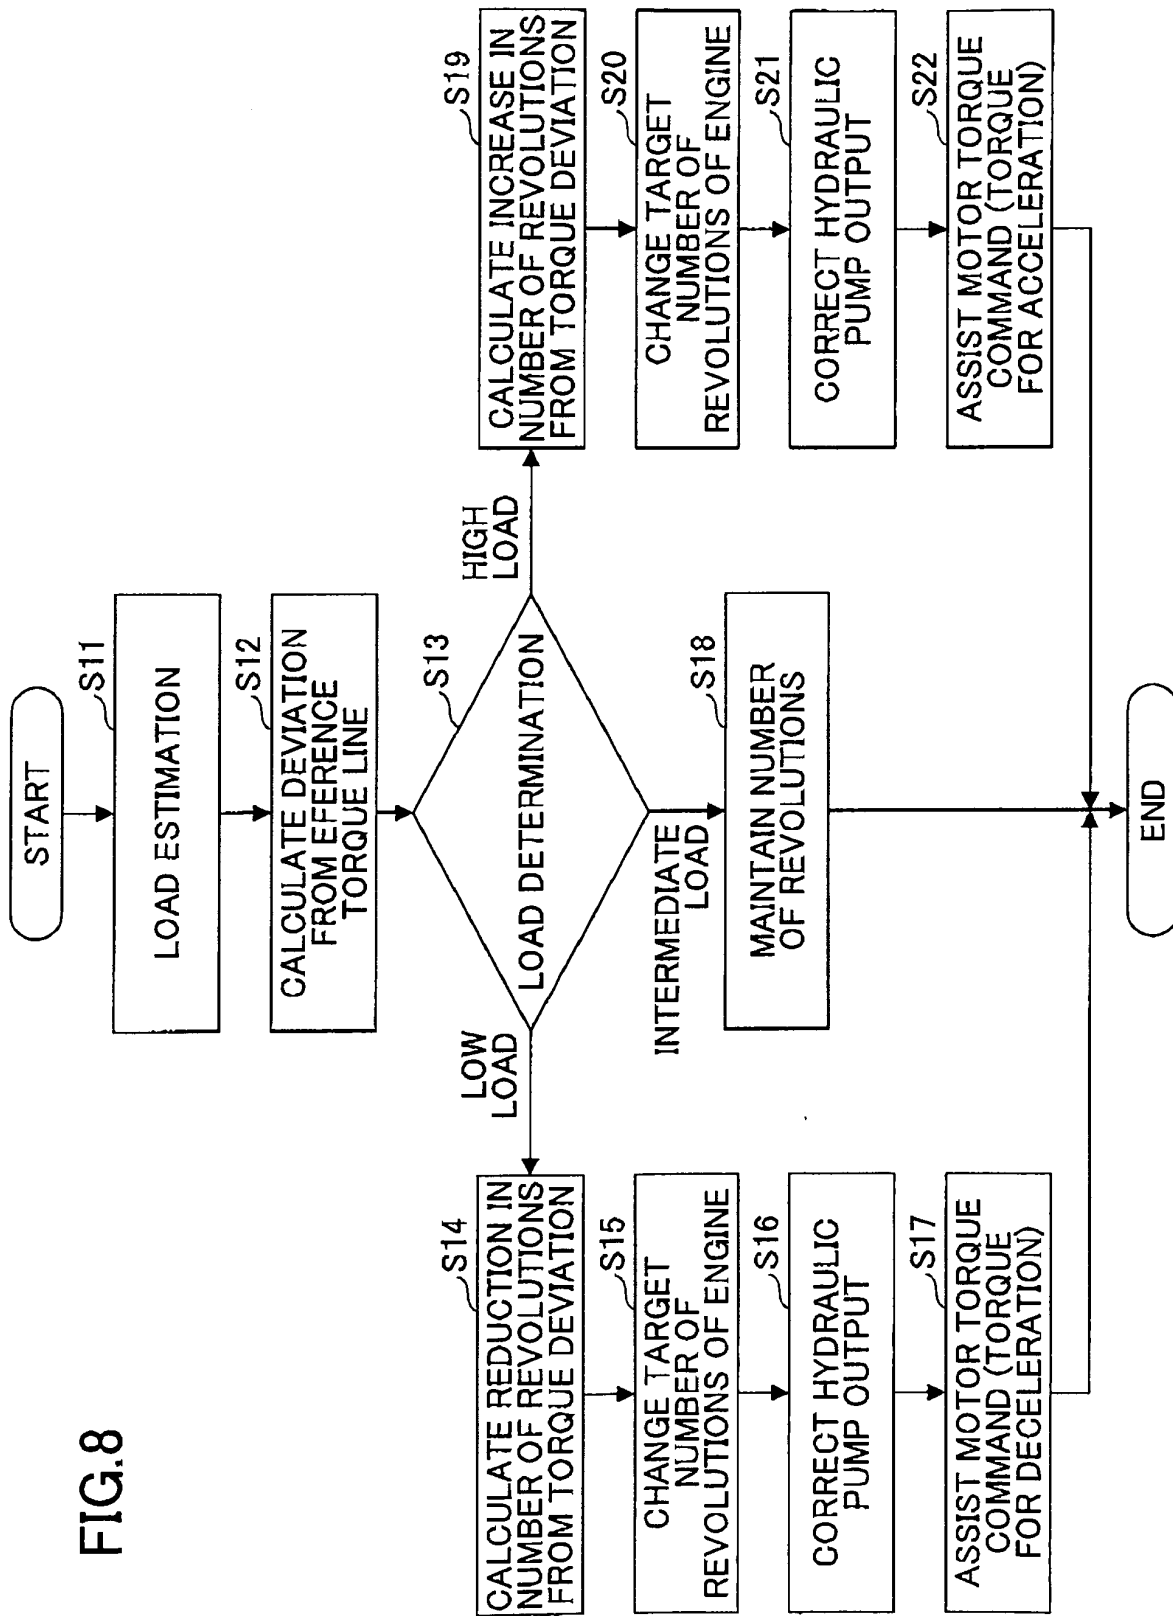 FIG.8
START
S11
LOAD ESTIMATION
S12
CALCULATE DEVIATION
FROM EFERENCE
TORQUE LINE
S13
LOAD DETERMINATION
LOW
LOAD
INTERMEDIATE
LOAD
HIGH
LOAD
S14
CALCULATE REDUCTION IN
NUMBER OF REVOLUTIONS
FROM TORQUE DEVIATION
S15
CHANGE TARGET
NUMBER OF
REVOLUTIONS OF ENGINE
S16
CORRECT HYDRAULIC
PUMP OUTPUT
S17
ASSIST MOTOR TORQUE
COMMAND (TORQUE
FOR DECELERATION)
S18
MAINTAIN NUMBER
OF REVOLUTIONS
S19
CALCULATE INCREASE IN
NUMBER OF REVOLUTIONS
FROM TORQUE DEVIATION
S20
CHANGE TARGET
NUMBER OF
REVOLUTIONS OF ENGINE
S21
CORRECT HYDRAULIC
PUMP OUTPUT
S22
ASSIST MOTOR TORQUE
COMMAND (TORQUE
FOR ACCELERATION)
END